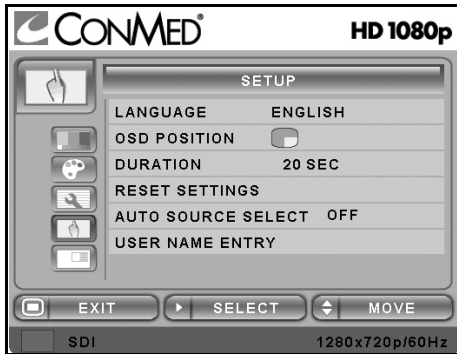 CONMED®
HD 1080p
SETUP
LANGUAGE ENGLISH
OSD POSITION
DURATION 20 SEC
RESET SETTINGS
AUTO SOURCE SELECT OFF
USER NAME ENTRY
EXIT SELECT MOVE
SDI 1280x720p/60Hz